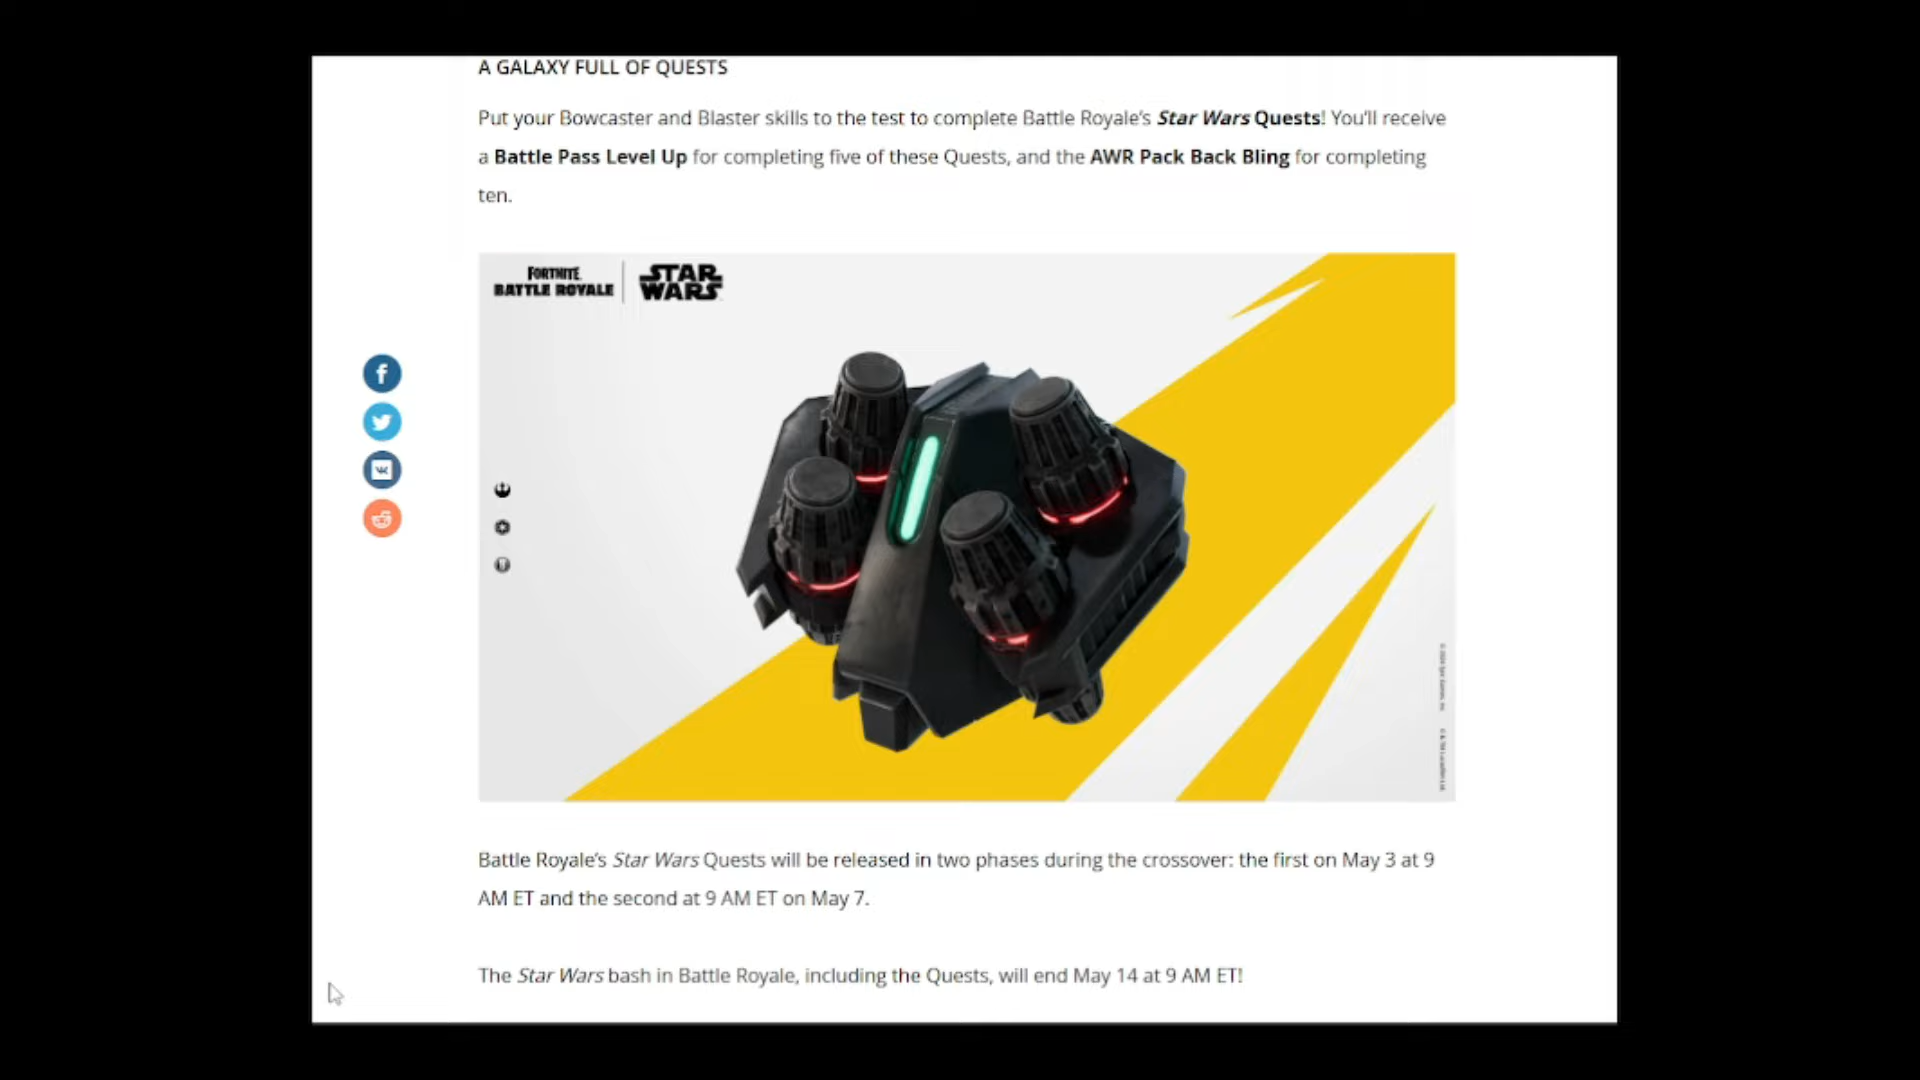 A GALAXY FULL OF QUESTS
Put your Bowcaster and Blaster skills to the test to complete Battle Royale's Star Wars Quests! You'll receive
a Battle Pass Level Up for completing five of these Quests, and the AWR Pack Back Bling for completing
ten.
FORTNITE
BATTLE ROYALE
STAR
WARS
Battle Royale's Star Wars Quests will be released in two phases during the crossover: the first on May 3 at 9
AM ET and the second at 9 AM ET on May 7.
The Star Wars bash in Battle Royale, including the Quests, will end May 14 at 9 AM ET!